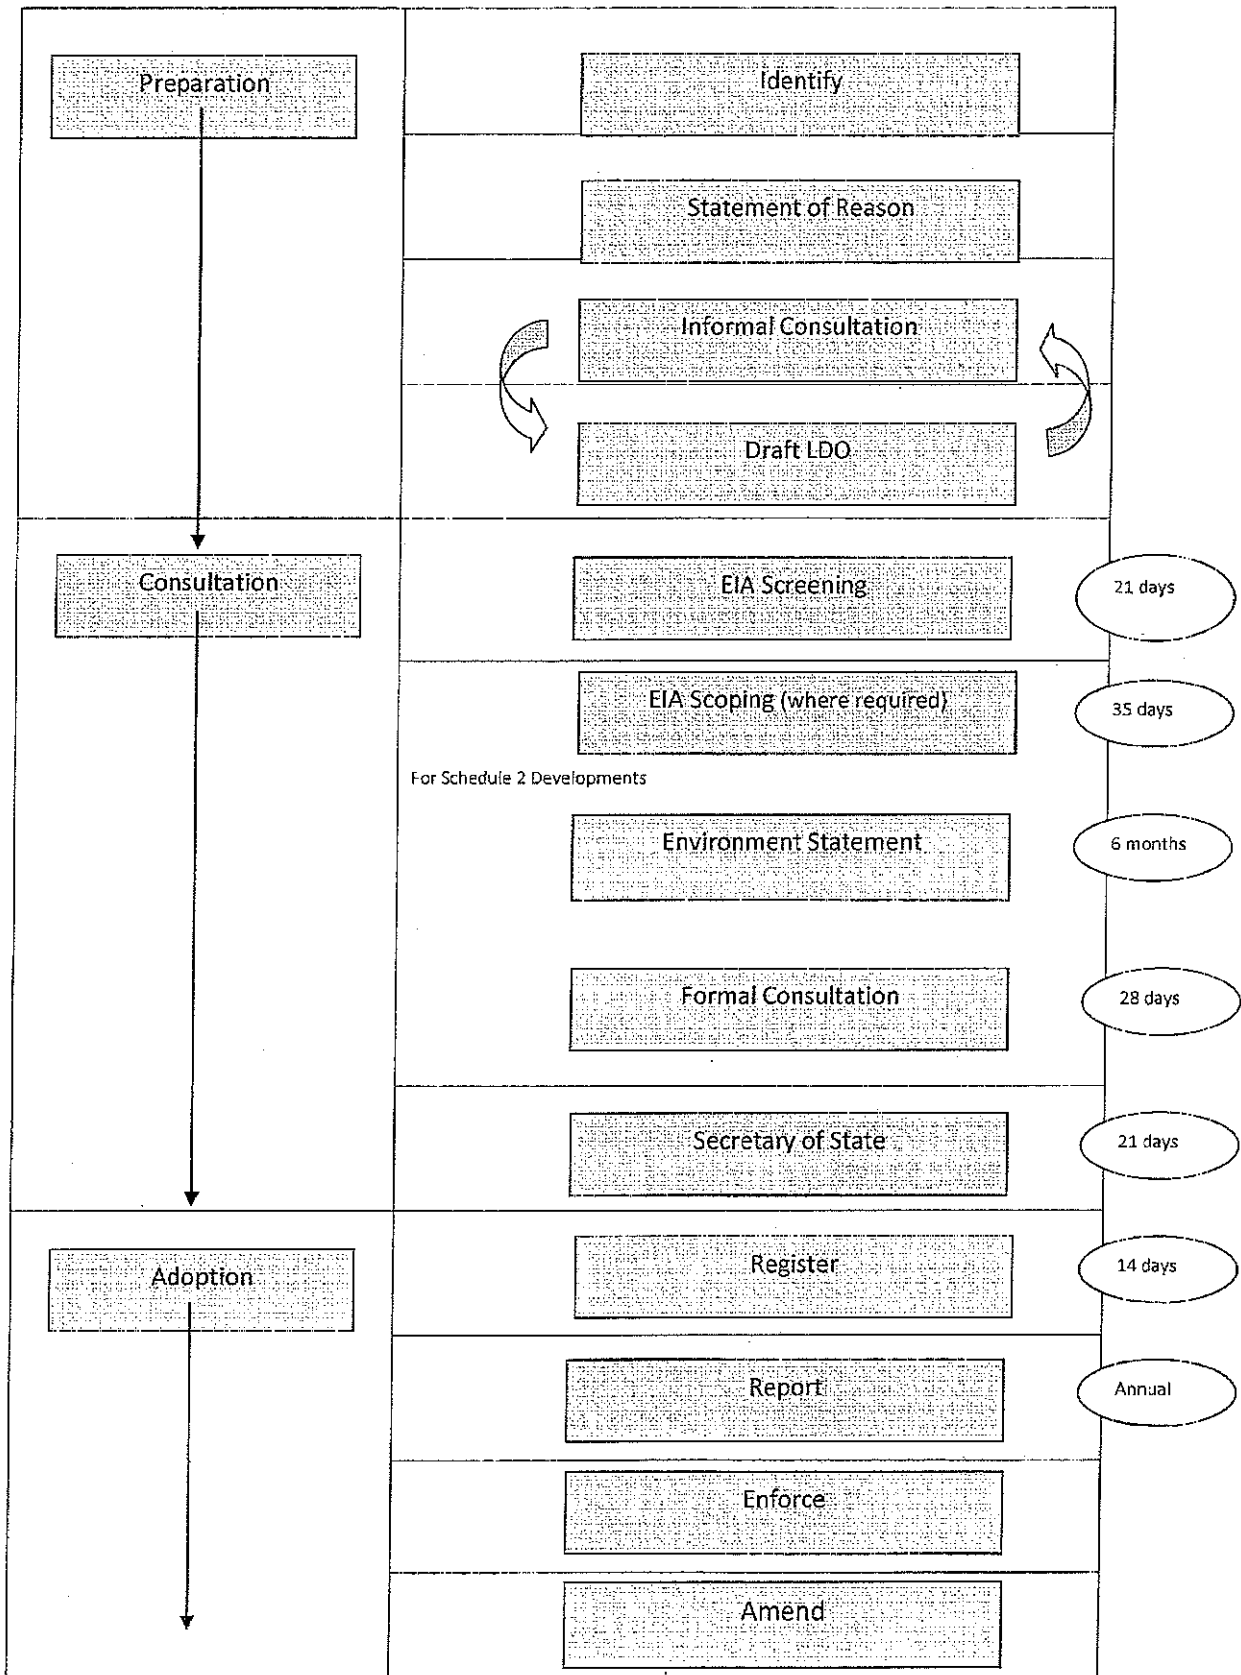 Preparation
Identify
Statement of Reason
Informal Consultation
Draft LDO
Consultation
EIA Screening
21 days
EIA Scoping (where required)
35 days
For Schedule 2 Developments
Environment Statement
6 months
Formal Consultation
28 days
Secretary of State
21 days
Adoption
Register
14 days
Report
Annual
Enforce
Amend